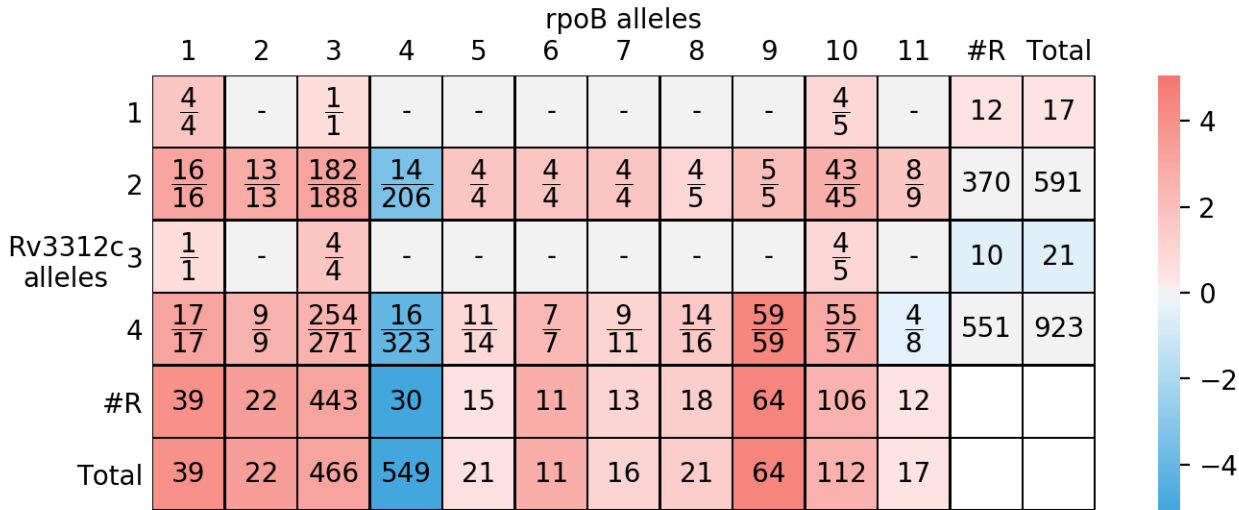 rpoB alleles
1 2 3 4 5 6 7 8 9 10 11 #R Total
1 4/4 - 1/1 - - - - - - 4/5 - 12 17
2 16/16 13/13 182/188 14/206 4/4 4/4 4/4 4/5 5/5 43/45 8/9 370 591
Rv3312c alleles
3 1/1 - 4/4 - - - - - - 4/5 - 10 21
4 17/17 9/9 254/271 16/323 11/14 7/7 9/11 14/16 59/59 55/57 4/8 551 923
#R 39 22 443 30 15 11 13 18 64 106 12
Total 39 22 466 549 21 11 16 21 64 112 17
4
2
0
−2
−4